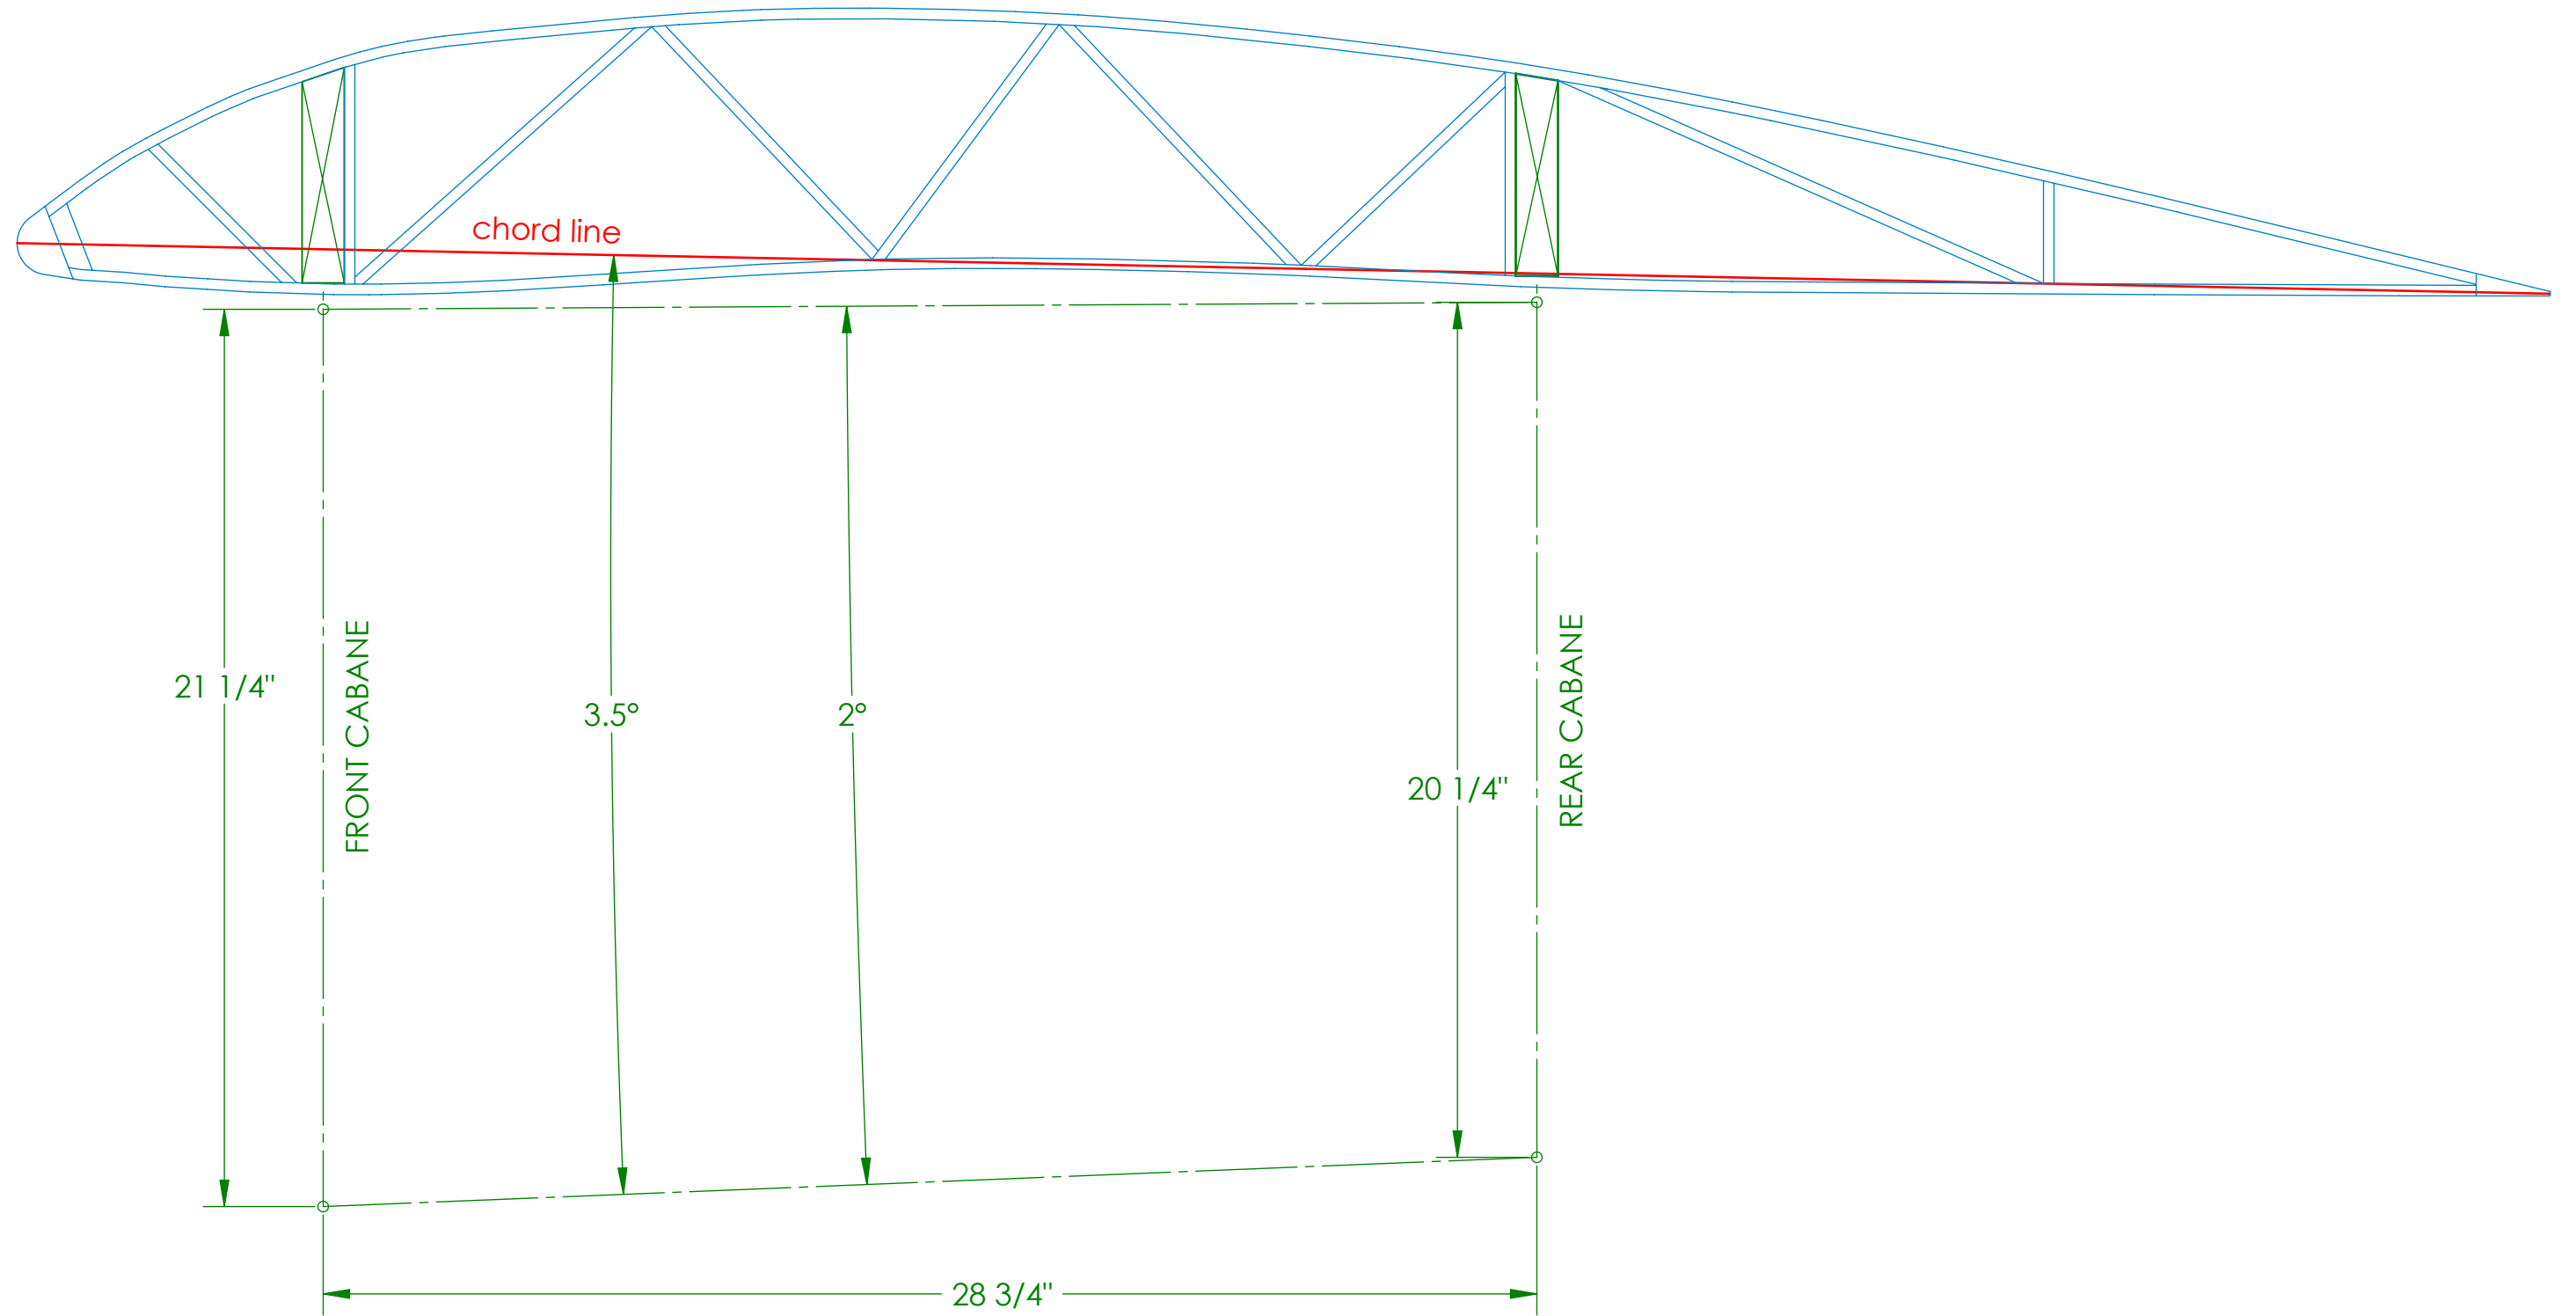 chord line
21 1/4"
FRONT CABANE
3.5°
2°
20 1/4"
REAR CABANE
28 3/4"